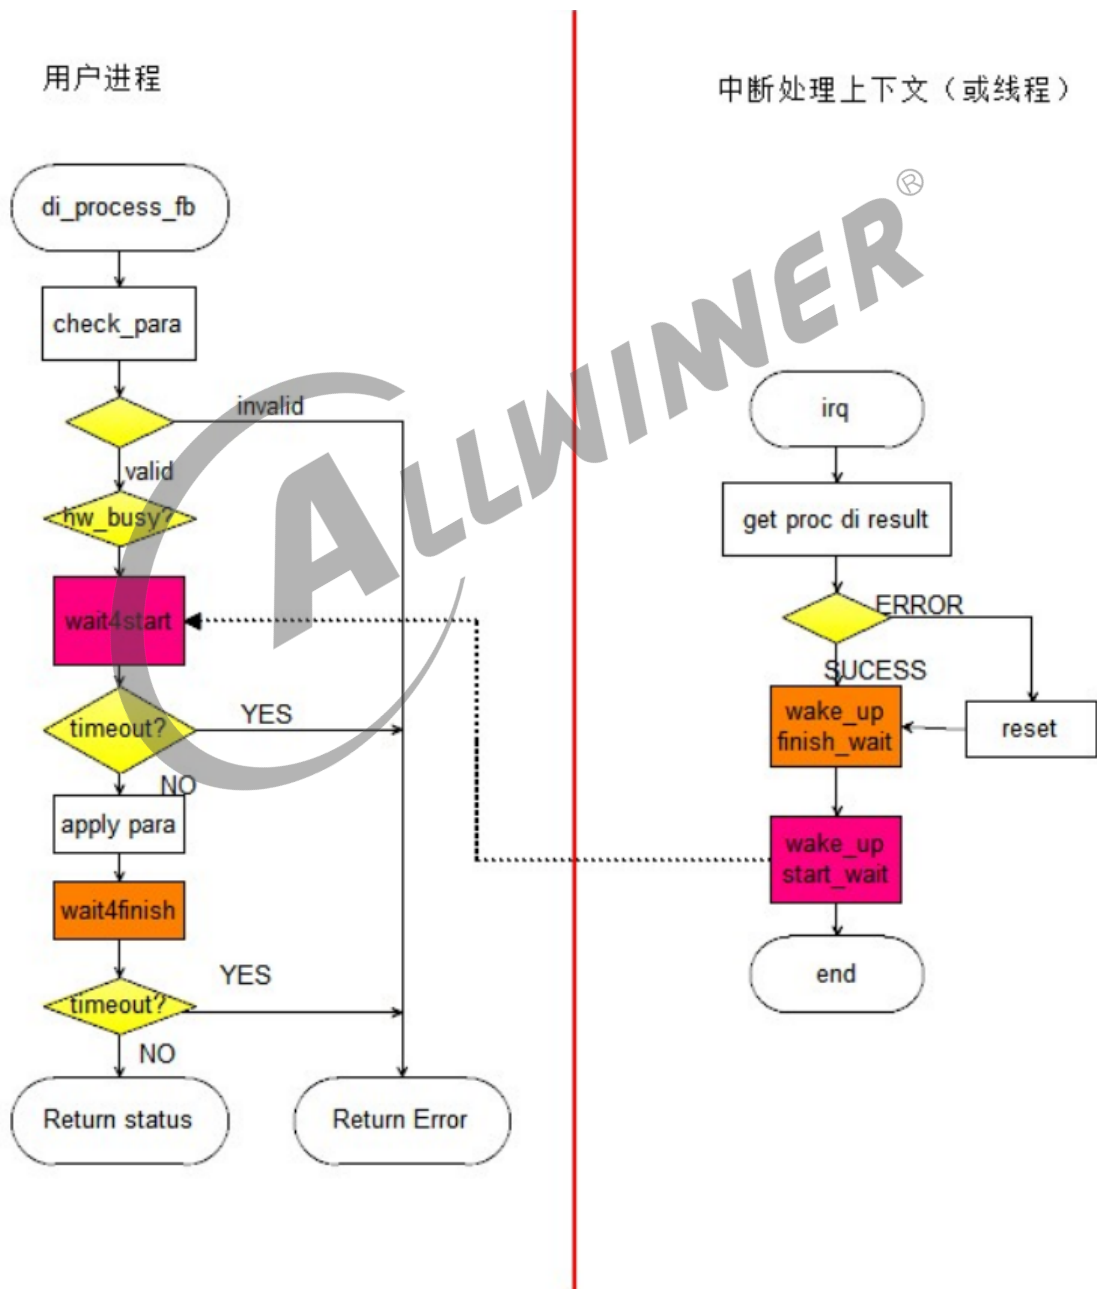 用户进程
中断处理上下文（或线程）
di_process_fb
check_para
invalid
valid
hw_busy?
wait4start
timeout?
YES
NO
apply para
wait4finish
YES
timeout?
NO
Return status
Return Error
irq
get proc di result
ERROR
SUCESS
wake_up
finish_wait
reset
wake_up
start_wait
end
ALLWINNER®